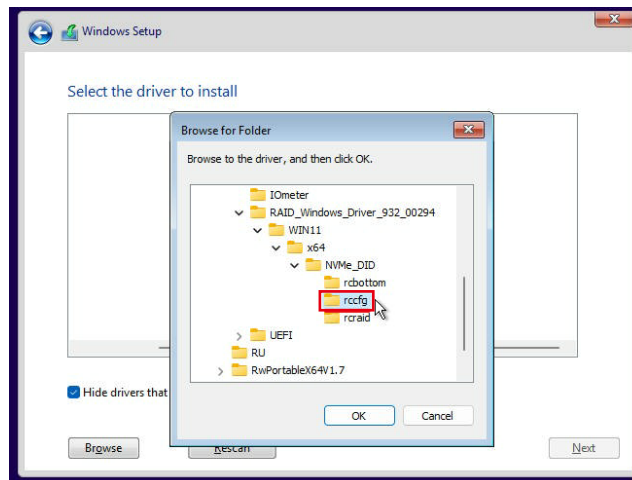 Windows Setup
Select the driver to install
Browse for Folder
Browse to the driver, and then click OK.
IOmeter
RAID_Windows_Driver_932_00294
WIN11
x64
NVMe_DID
rcbottom
rccfg
rcraid
UEFI
RU
RwPortableX64V1.7
Hide drivers that
OK Cancel
Browse Rescan Next